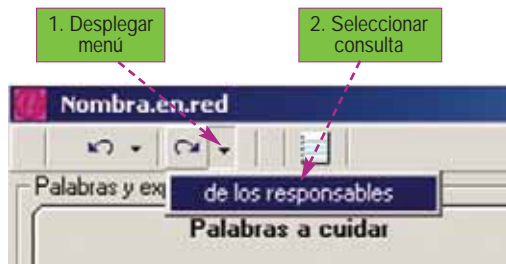 1. Desplegar
menú
2. Seleccionar
consulta
Nombra.en.red
Palabras y ex
de los responsables
Palabras a cuidar